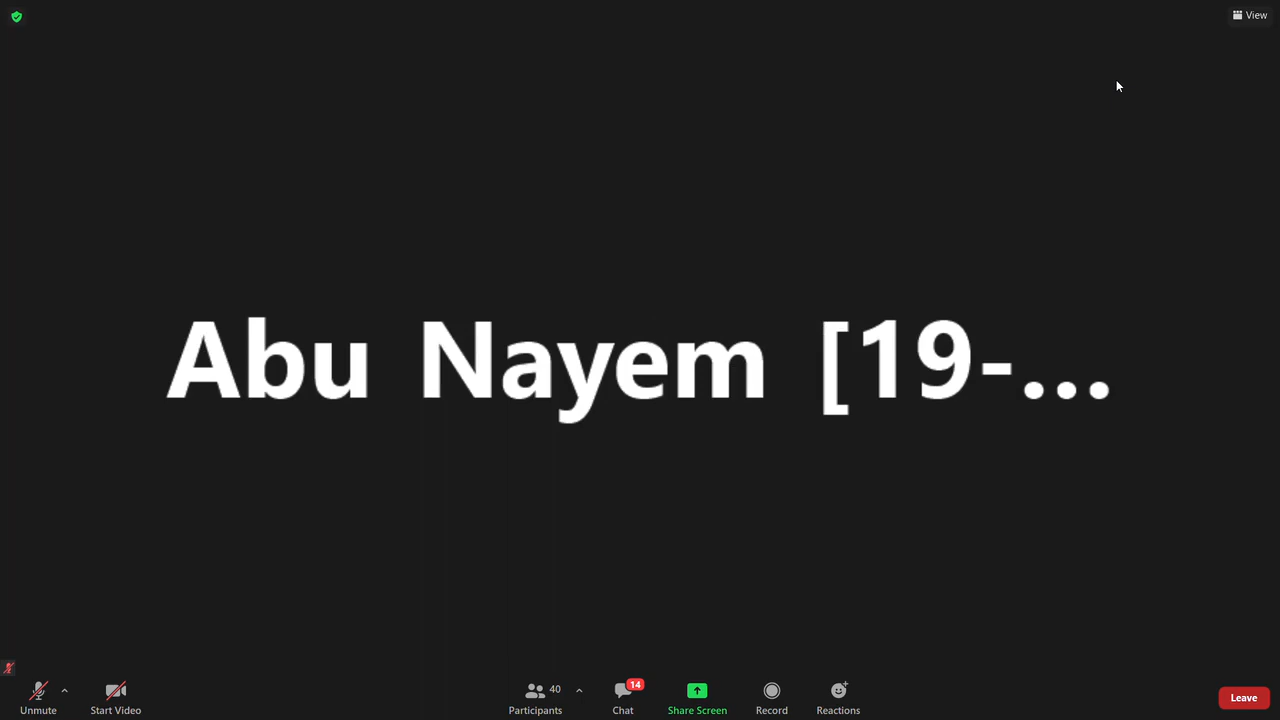 View
Abu Nayem [19-...
Unmute
Start Video
40
Participants
14
Chat
Share Screen
Record
Reactions
Leave